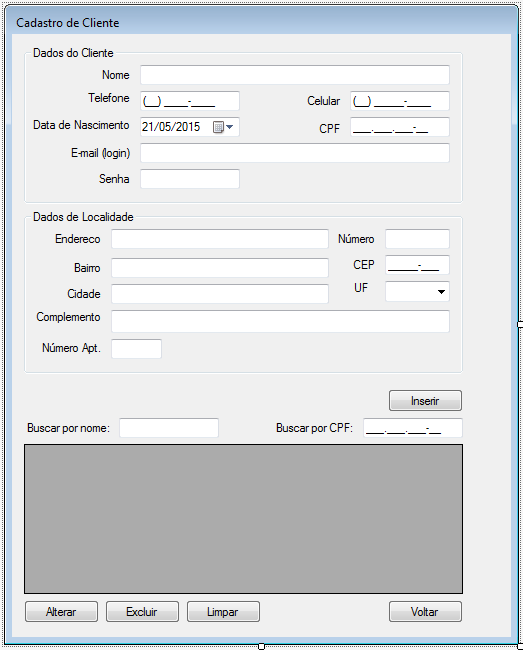 Cadastro de Cliente
Dados do Cliente
Nome
Telefone (__) ____-____ Celular (__) _____-____
Data de Nascimento 21/05/2015 CPF ___.___.___-__
E-mail (login)
Senha
Dados de Localidade
Endereco Número
Bairro CEP _____-___
Cidade UF
Complemento
Número Apt.
Inserir
Buscar por nome: Buscar por CPF: ___.___.___-__
Alterar Excluir Limpar Voltar